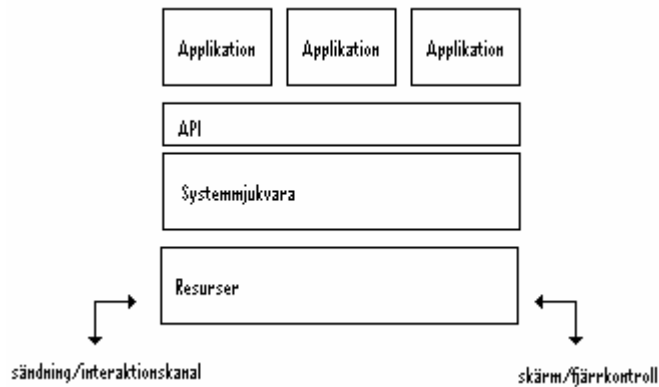 Applikation Applikation Applikation
API
Systemmjukvara
Resurser
sändning/interaktionskanal
skärm/fjärrkontroll